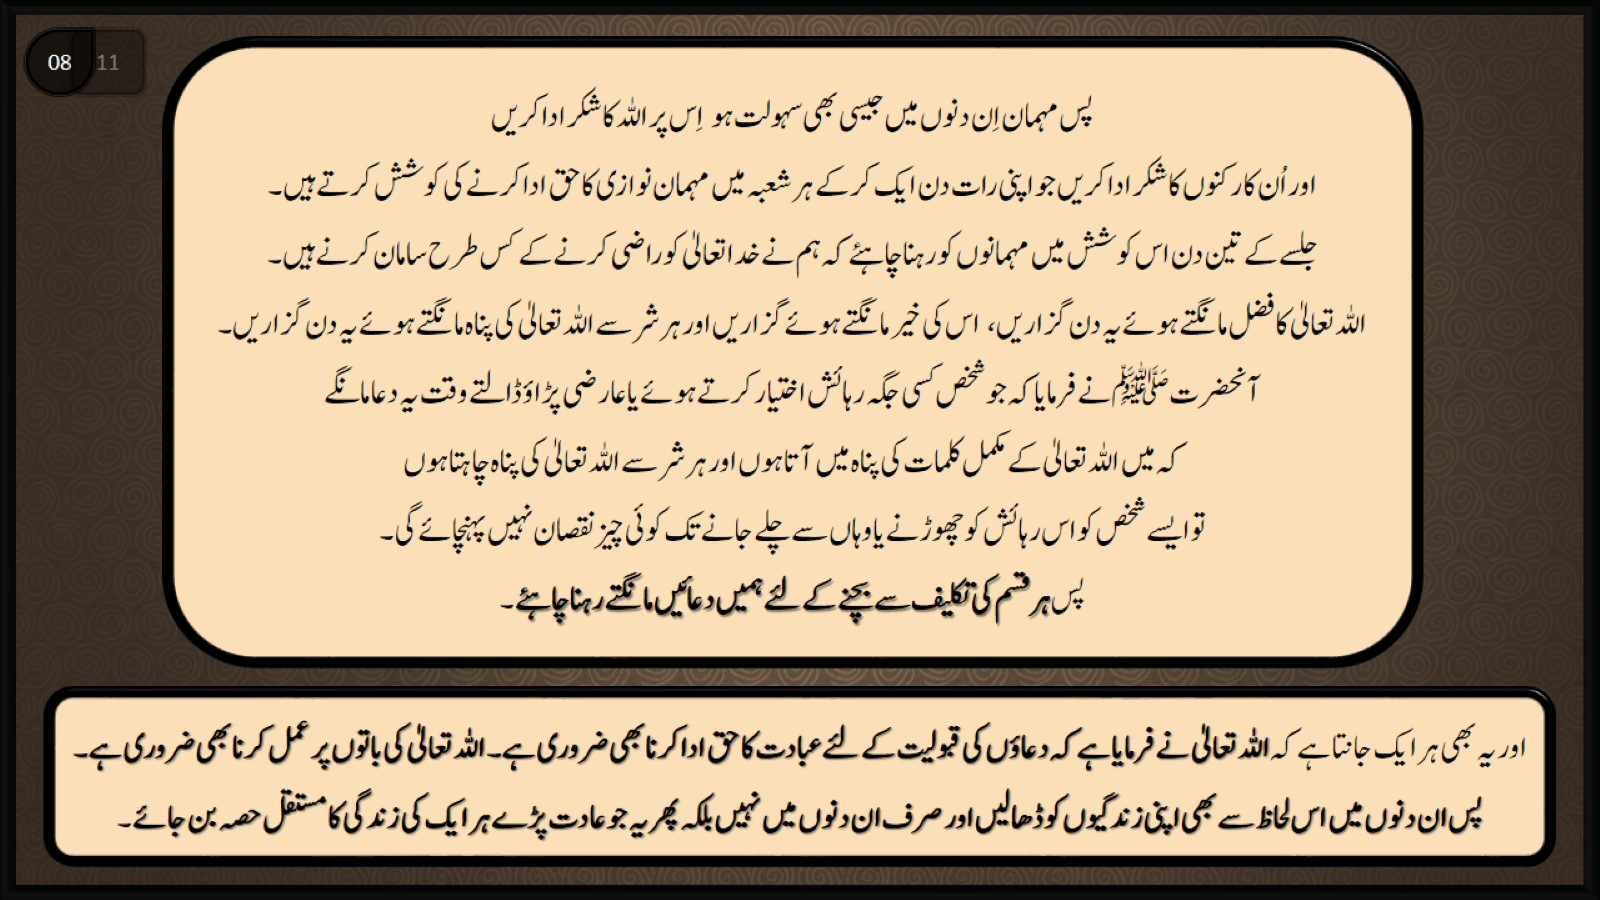 08 11
پس مہمان اِن دنوں میں جیسی بھی سہولت ہو اِس پر اللہ کا شکر ادا کریں
اور اُن کارکنوں کا شکر ادا کریں جو اپنی رات دن ایک کر کے ہر شعبہ میں مہمان نوازی کا حق ادا کرنے کی کوشش کرتے ہیں۔
جلسے کے تین دن اس کوشش میں مہمانوں کو رہنا چاہئے کہ ہم نے خدا تعالیٰ کو راضی کرنے کے کس طرح سامان کرنے ہیں۔
اللہ تعالیٰ کا فضل مانگتے ہوئے یہ دن گزاریں، اس کی خیر مانگتے ہوئے گزاریں اور ہر شر سے اللہ تعالیٰ کی پناہ مانگتے ہوئے یہ دن گزاریں۔
آنحضرت ﷺ نے فرمایا کہ جو شخص کسی جگہ رہائش اختیار کرتے ہوئے یا عارضی پڑاؤ ڈالتے وقت یہ دعا مانگے
کہ میں اللہ تعالیٰ کے مکمل کلمات کی پناہ میں آتا ہوں اور ہر شر سے اللہ تعالیٰ کی پناہ چاہتا ہوں
تو ایسے شخص کو اس رہائش کو چھوڑنے یا وہاں سے چلے جانے تک کوئی چیز نقصان نہیں پہنچائے گی۔
پس ہر قسم کی تکلیف سے بچنے کے لئے ہمیں دعائیں مانگتے رہنا چاہئے۔
اور یہ بھی ہر ایک جانتا ہے کہ اللہ تعالیٰ نے فرمایا ہے کہ دعاؤں کی قبولیت کے لئے عبادت کا حق ادا کرنا بھی ضروری ہے۔ اللہ تعالیٰ کی باتوں پر عمل کرنا بھی ضروری ہے۔
پس ان دنوں میں اس لحاظ سے بھی اپنی زندگیوں کو ڈھالیں اور صرف ان دنوں میں نہیں بلکہ پھر یہ جو عادت پڑے ہر ایک کی زندگی کا مستقل حصہ بن جائے۔